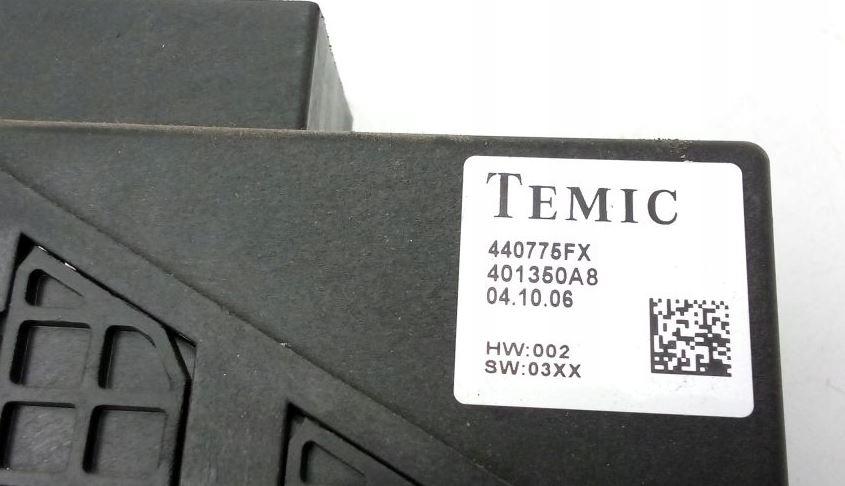 TEMIC
440775FX
401350A8
04.10.06
HW:002
SW:03XX